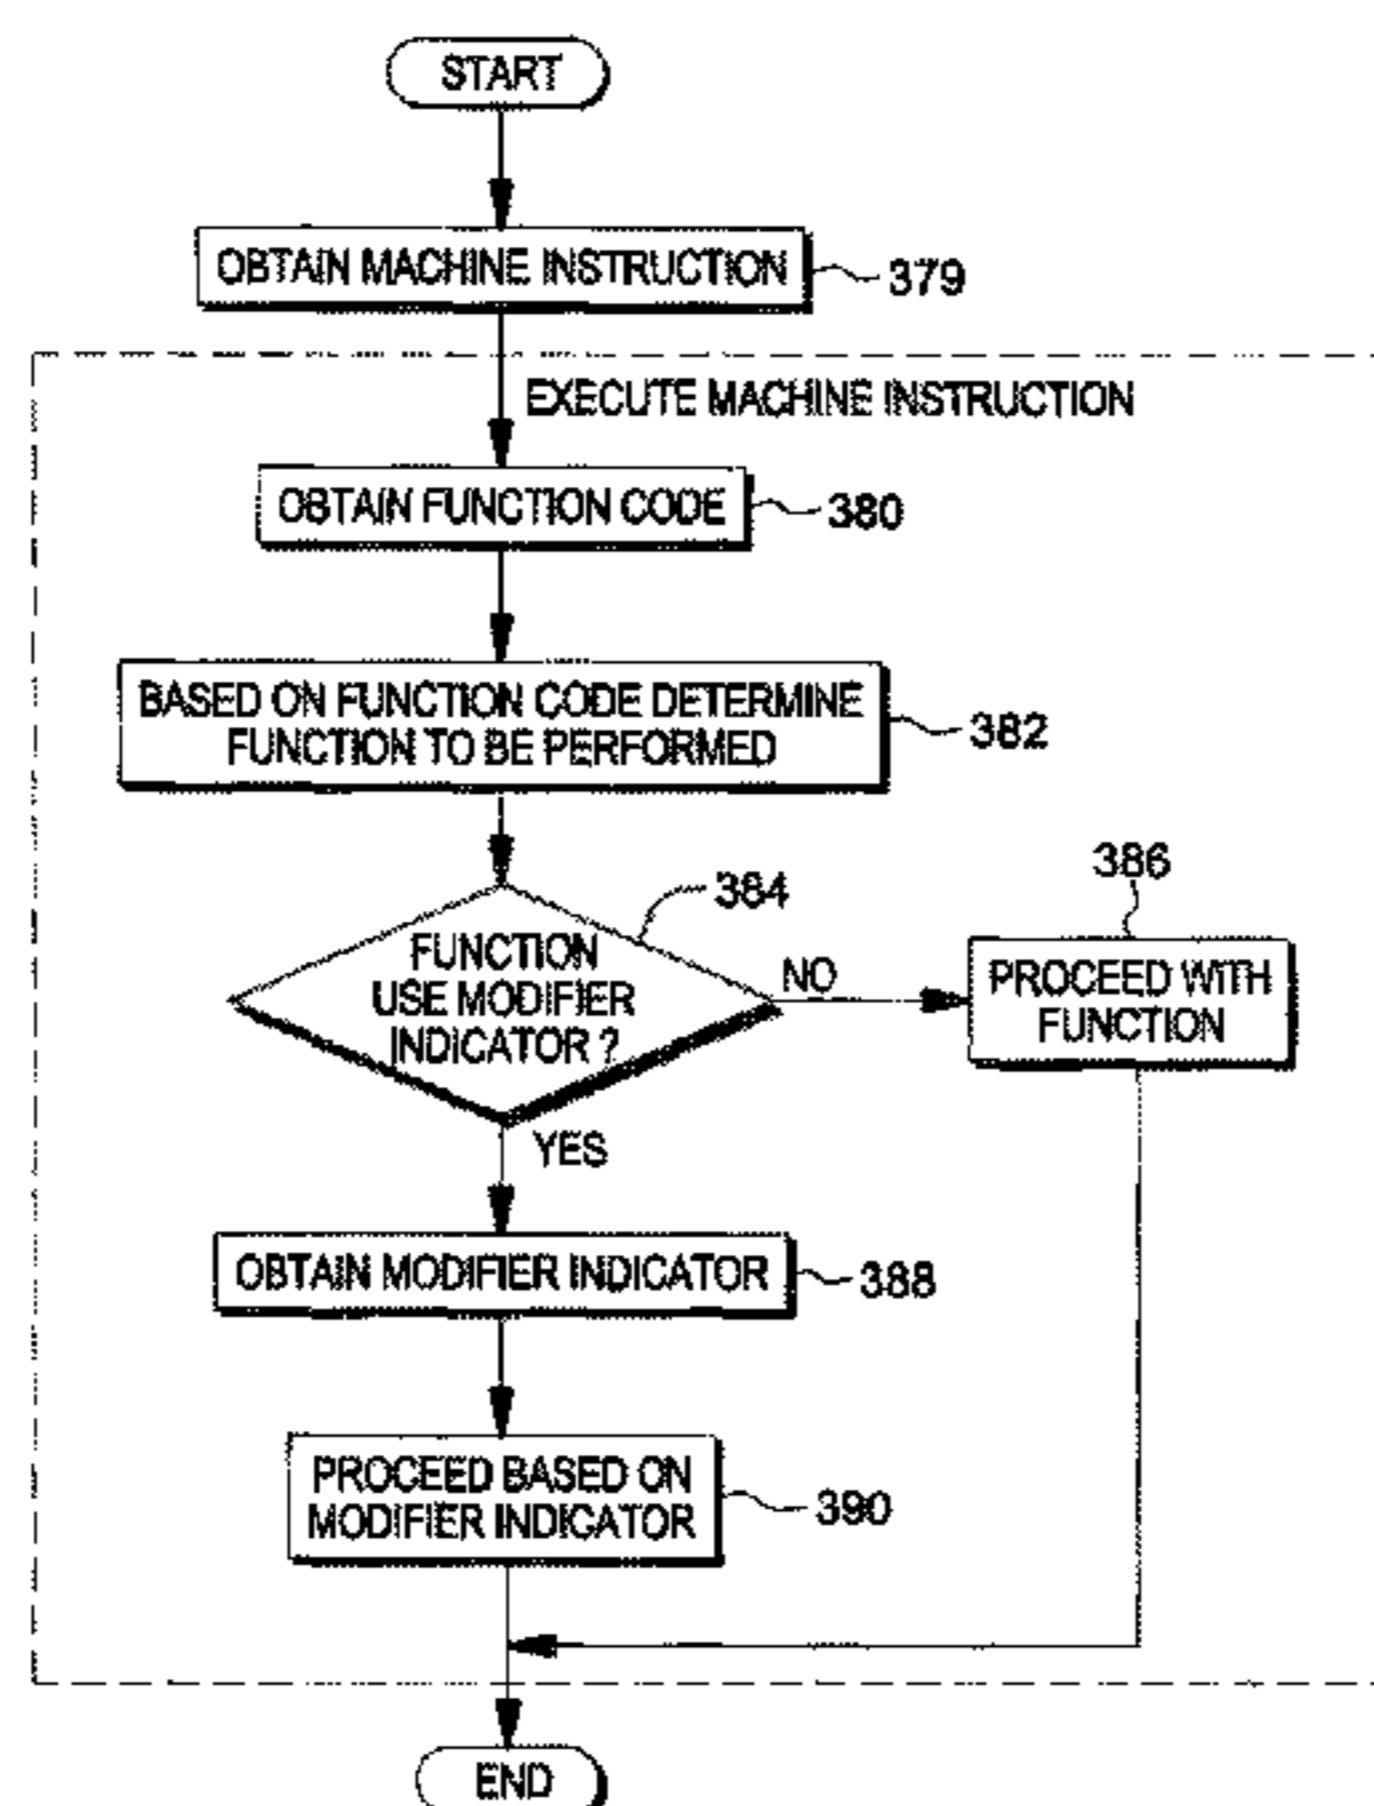 START
OBTAIN MACHINE INSTRUCTION
379
EXECUTE MACHINE INSTRUCTION
OBTAIN FUNCTION CODE
380
BASED ON FUNCTION CODE DETERMINE
FUNCTION TO BE PERFORMED
382
384
FUNCTION
USE MODIFIER
INDICATOR ?
NO
386
PROCEED WITH
FUNCTION
YES
OBTAIN MODIFIER INDICATOR
388
PROCEED BASED ON
MODIFIER INDICATOR
390
END